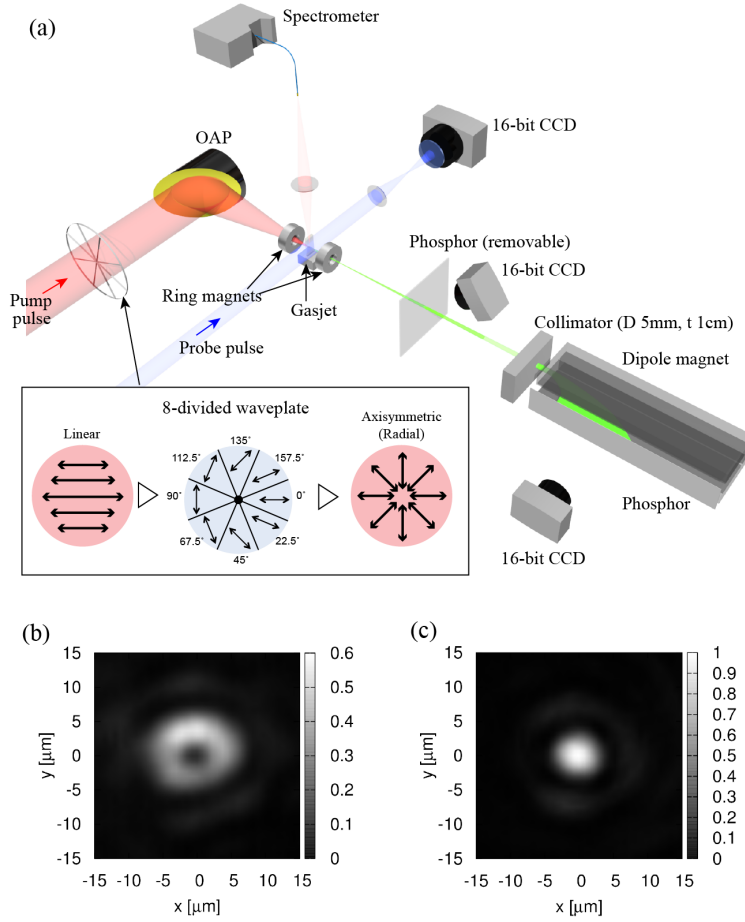 (a)
Spectrometer
16-bit CCD
OAP
Phosphor (removable)
16-bit CCD
Ring magnets
Gasjet
Pump
pulse
Probe pulse
Collimator (D 5mm, t 1cm)
Dipole magnet
8-divided waveplate
Linear
Axisymmetric
(Radial)
135˚
112.5˚
157.5˚
90˚
0˚
67.5˚
22.5˚
45˚
Phosphor
16-bit CCD
(b)
15
10
5
0
-5
-10
-15
y [μm]
-15
-10
-5
0
5
10
15
x [μm]
0.6
0.5
0.4
0.3
0.2
0.1
0
(c)
15
10
5
0
-5
-10
-15
y [μm]
-15
-10
-5
0
5
10
15
x [μm]
1
0.9
0.8
0.7
0.6
0.5
0.4
0.3
0.2
0.1
0